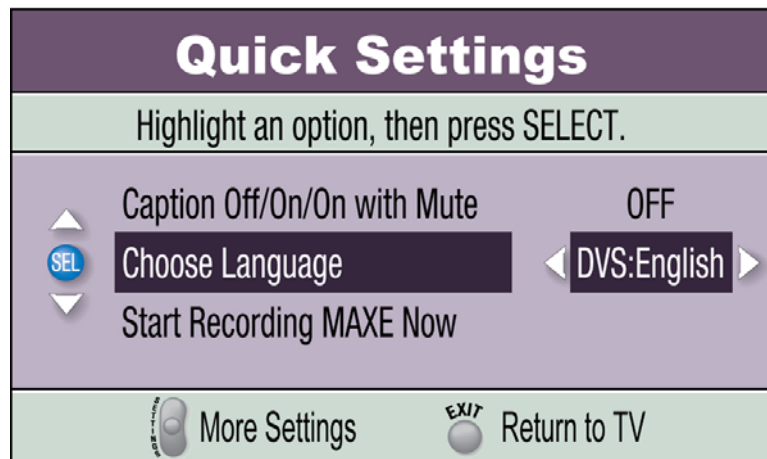 Quick Settings
Highlight an option, then press SELECT.
Caption Off/On/On with Mute OFF
SEL Choose Language DVS:English
Start Recording MAXE Now
SETTINGS More Settings EXIT Return to TV